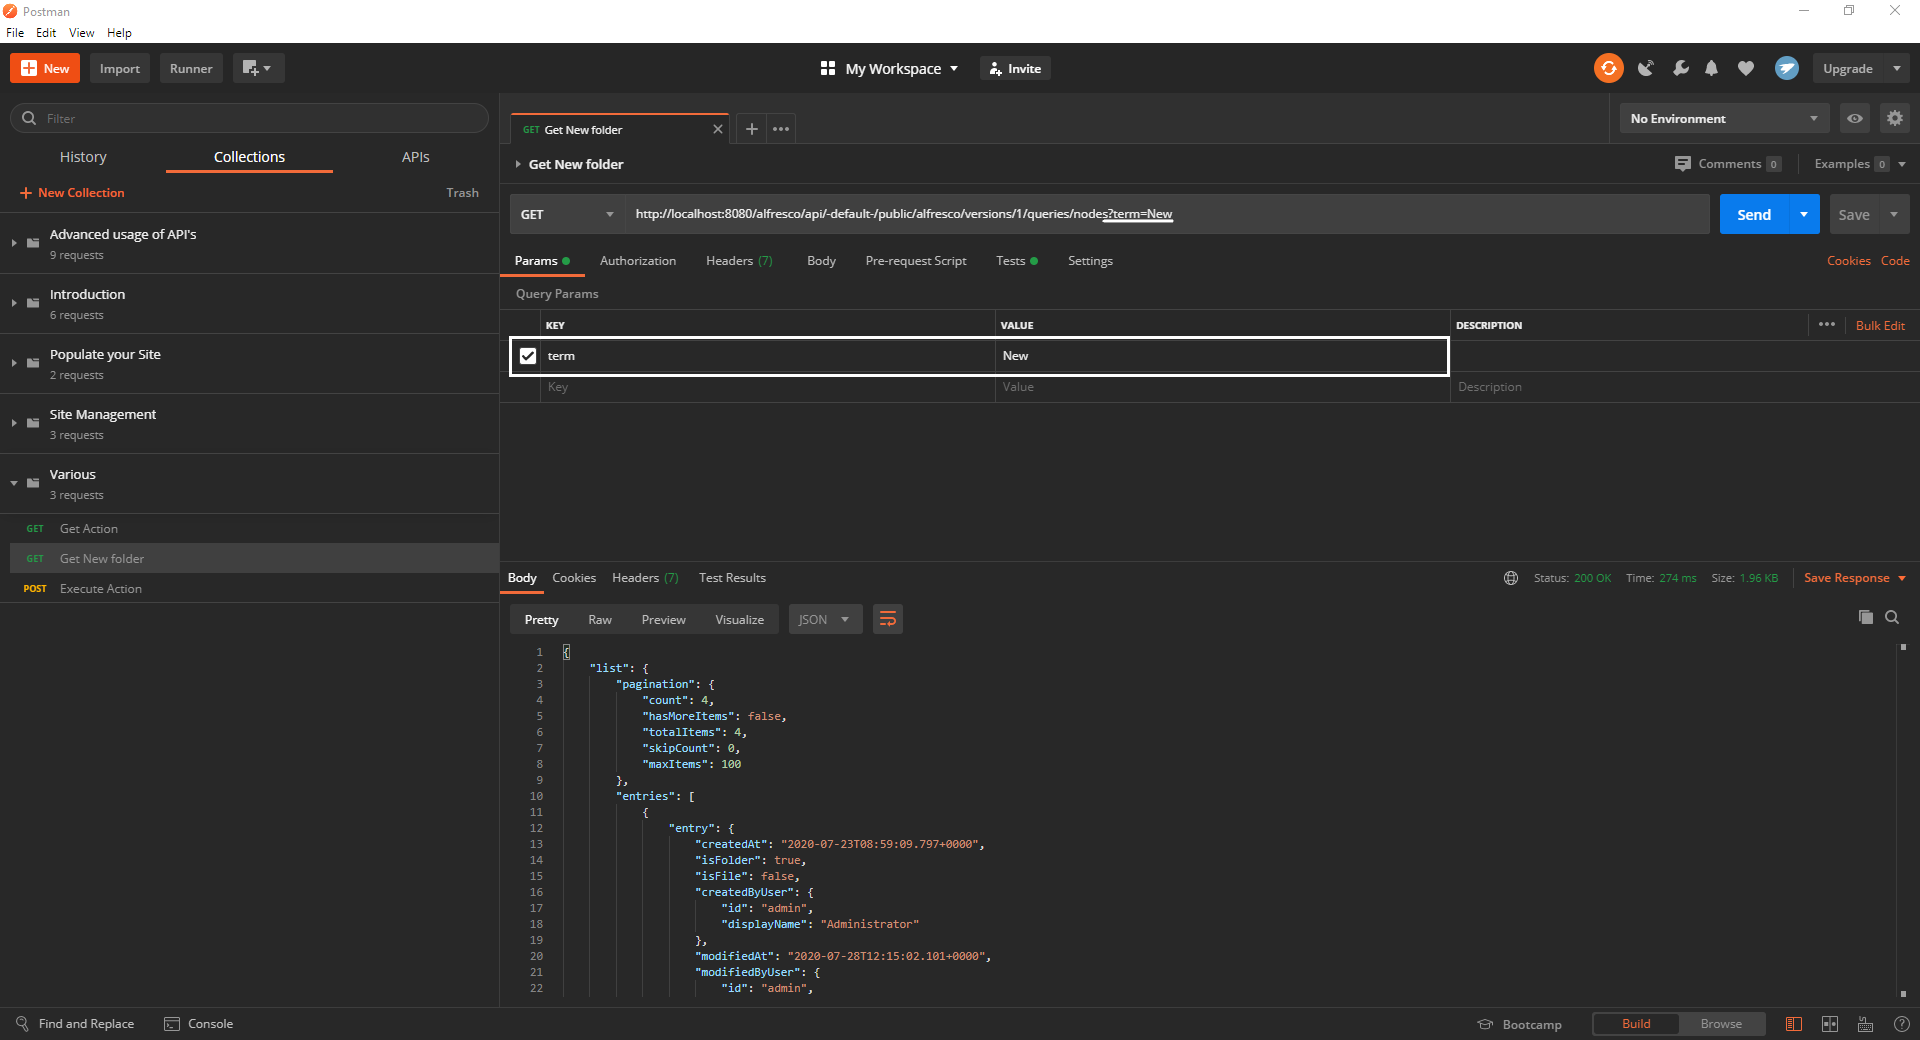 Postman
File Edit View Help
New Import Runner My Workspace Invite Upgrade
Filter
History Collections APIs
New Collection Trash
Advanced usage of API's
9 requests
Introduction
6 requests
Populate your Site
2 requests
Site Management
3 requests
Various
3 requests
GET Get Action
GET Get New folder
POST Execute Action
GET Get New folder
No Environment
Get New folder
Comments 0 Examples 0
GET http://localhost:8080/alfresco/api/-default-/public/alfresco/versions/1/queries/nodes?term=New Send Save
Params Authorization Headers (7) Body Pre-request Script Tests Settings Cookies Code
Query Params
KEY VALUE DESCRIPTION Bulk Edit
term New
Key Value Description
Body Cookies Headers (7) Test Results Status: 200 OK Time: 274 ms Size: 1.96 KB Save Response
Pretty Raw Preview Visualize JSON
1 {
2 "list": {
3 "pagination": {
4 "count": 4,
5 "hasMoreItems": false,
6 "totalItems": 4,
7 "skipCount": 0,
8 "maxItems": 100
9 },
10 "entries": [
11 {
12 "entry": {
13 "createdAt": "2020-07-23T08:59:09.797+0000",
14 "isFolder": true,
15 "isFile": false,
16 "createdByUser": {
17 "id": "admin",
18 "displayName": "Administrator"
19 },
20 "modifiedAt": "2020-07-28T12:15:02.101+0000",
21 "modifiedByUser": {
22 "id": "admin",
Find and Replace Console Bootcamp Build Browse